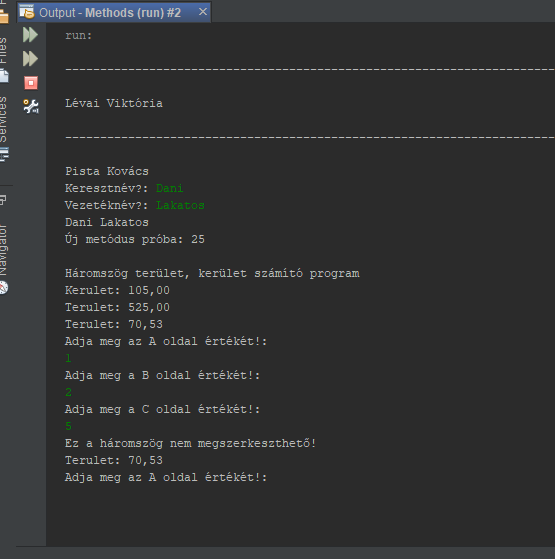 Output - Methods (run) #2
Files
Services
Navigator
run:
Lévai Viktória
Pista Kovács
Keresztnév?: Dani
Vezetéknév?: Lakatos
Dani Lakatos
Új metódus próba: 25
Háromszög terület, kerület számító program
Kerulet: 105,00
Terulet: 525,00
Terulet: 70,53
Adja meg az A oldal értékét!:
1
Adja meg a B oldal értékét!:
2
Adja meg a C oldal értékét!:
5
Ez a háromszög nem megszerkeszthető!
Terulet: 70,53
Adja meg az A oldal értékét!: